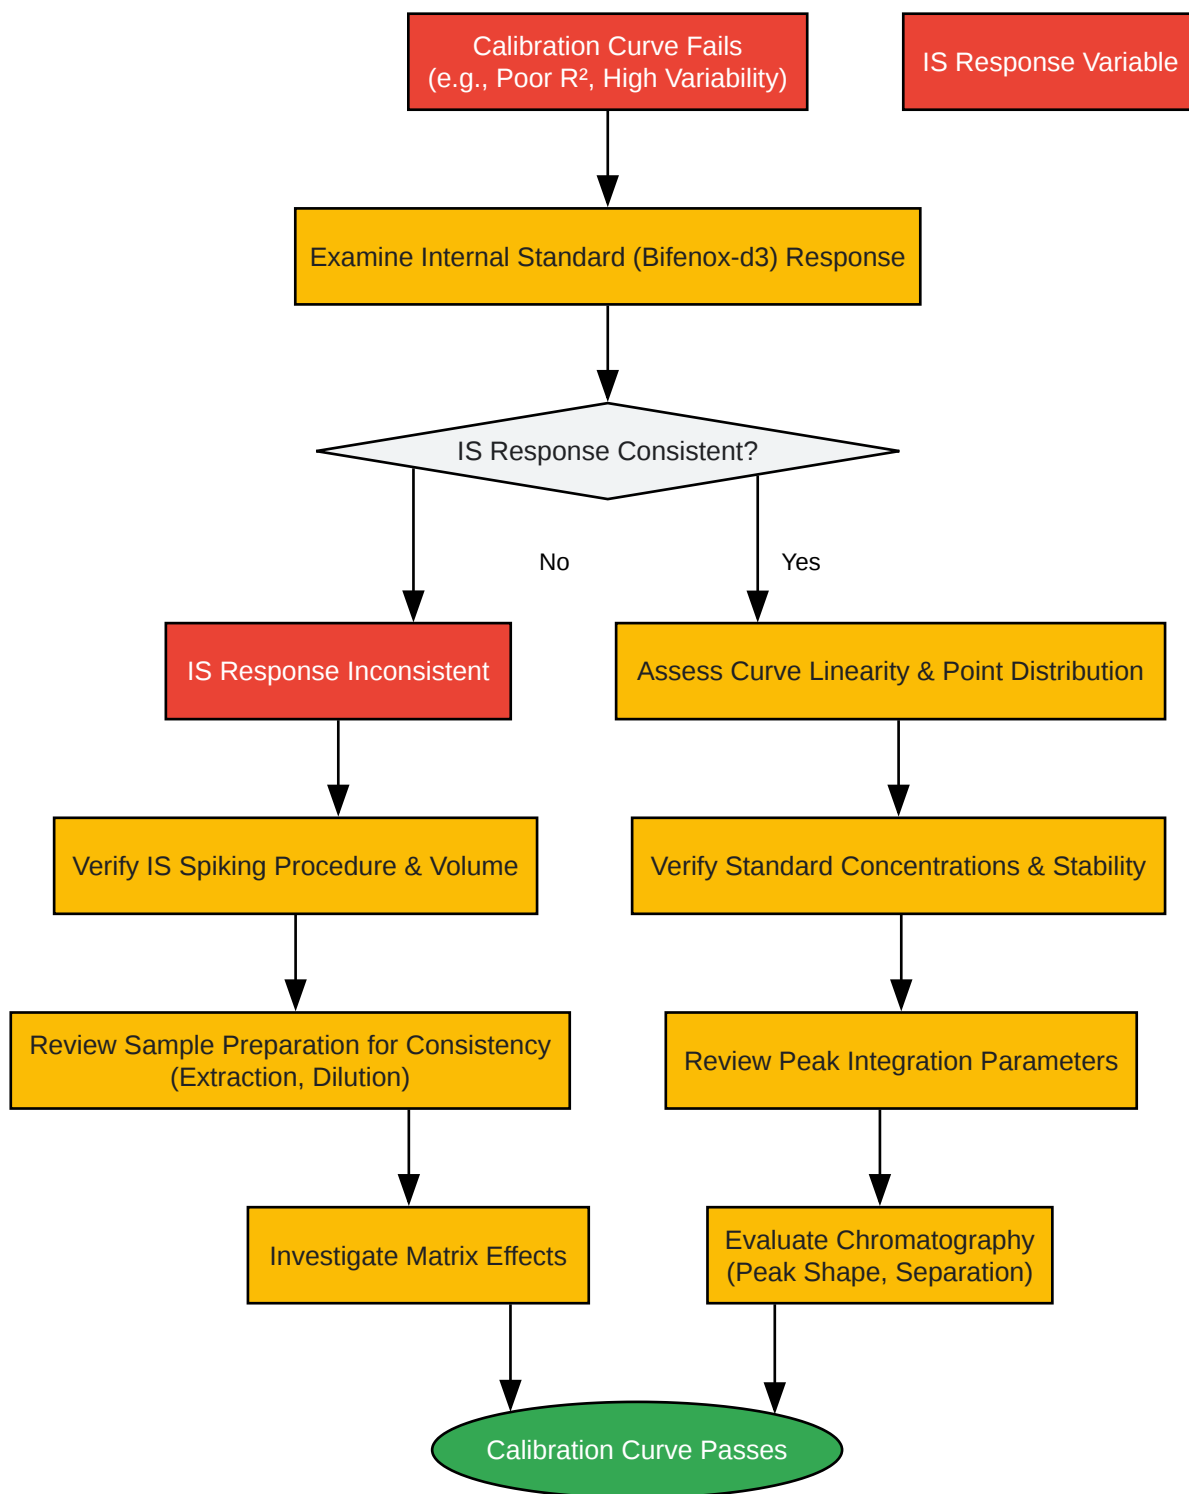 Calibration Curve Fails
(e.g., Poor R², High Variability)
IS Response Variable
Examine Internal Standard (Bifenox-d3) Response
IS Response Consistent?
No
Yes
IS Response Inconsistent
Assess Curve Linearity & Point Distribution
Verify IS Spiking Procedure & Volume
Verify Standard Concentrations & Stability
Review Sample Preparation for Consistency
(Extraction, Dilution)
Review Peak Integration Parameters
Investigate Matrix Effects
Evaluate Chromatography
(Peak Shape, Separation)
Calibration Curve Passes